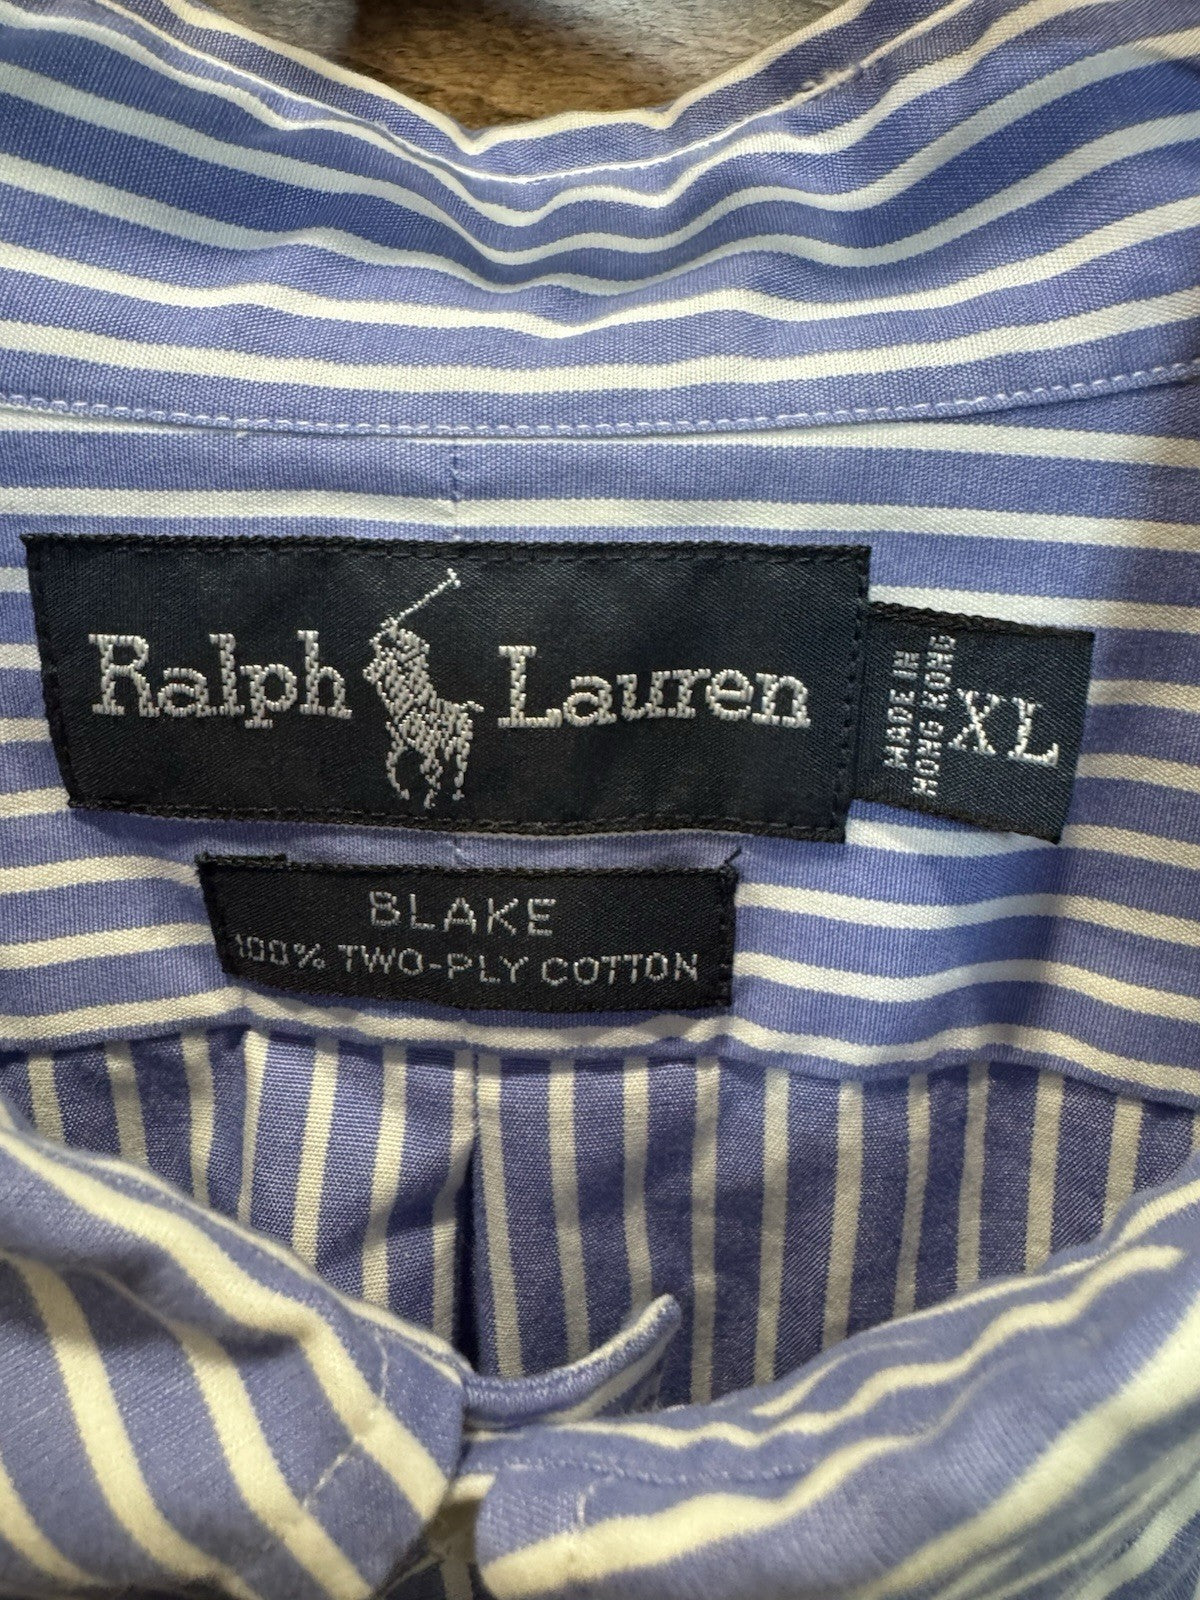 Ralph Lauren
MADE IN
HONG KONG
XL
BLAKE
100% TWO-PLY COTTON